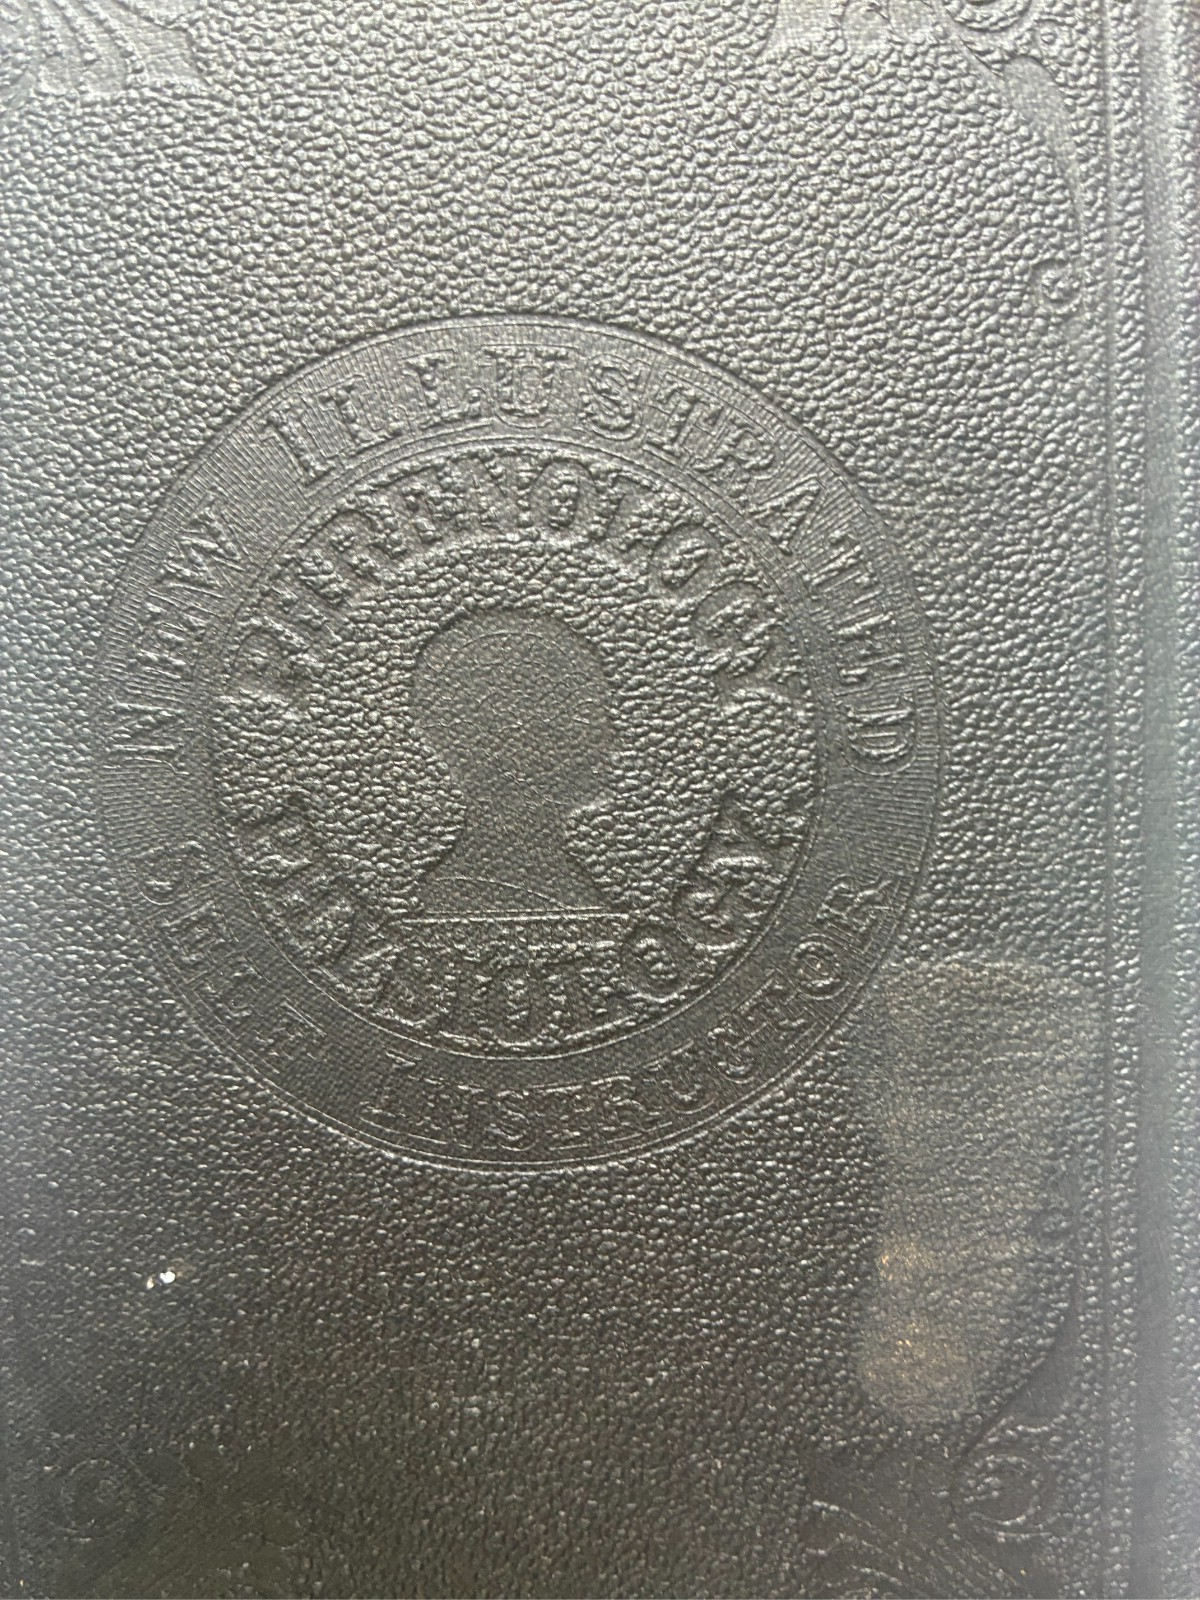 NEW ILLUSTRATED
PHRENOLOGY
PHYSIOLOGY
SELF INSTRUCTOR